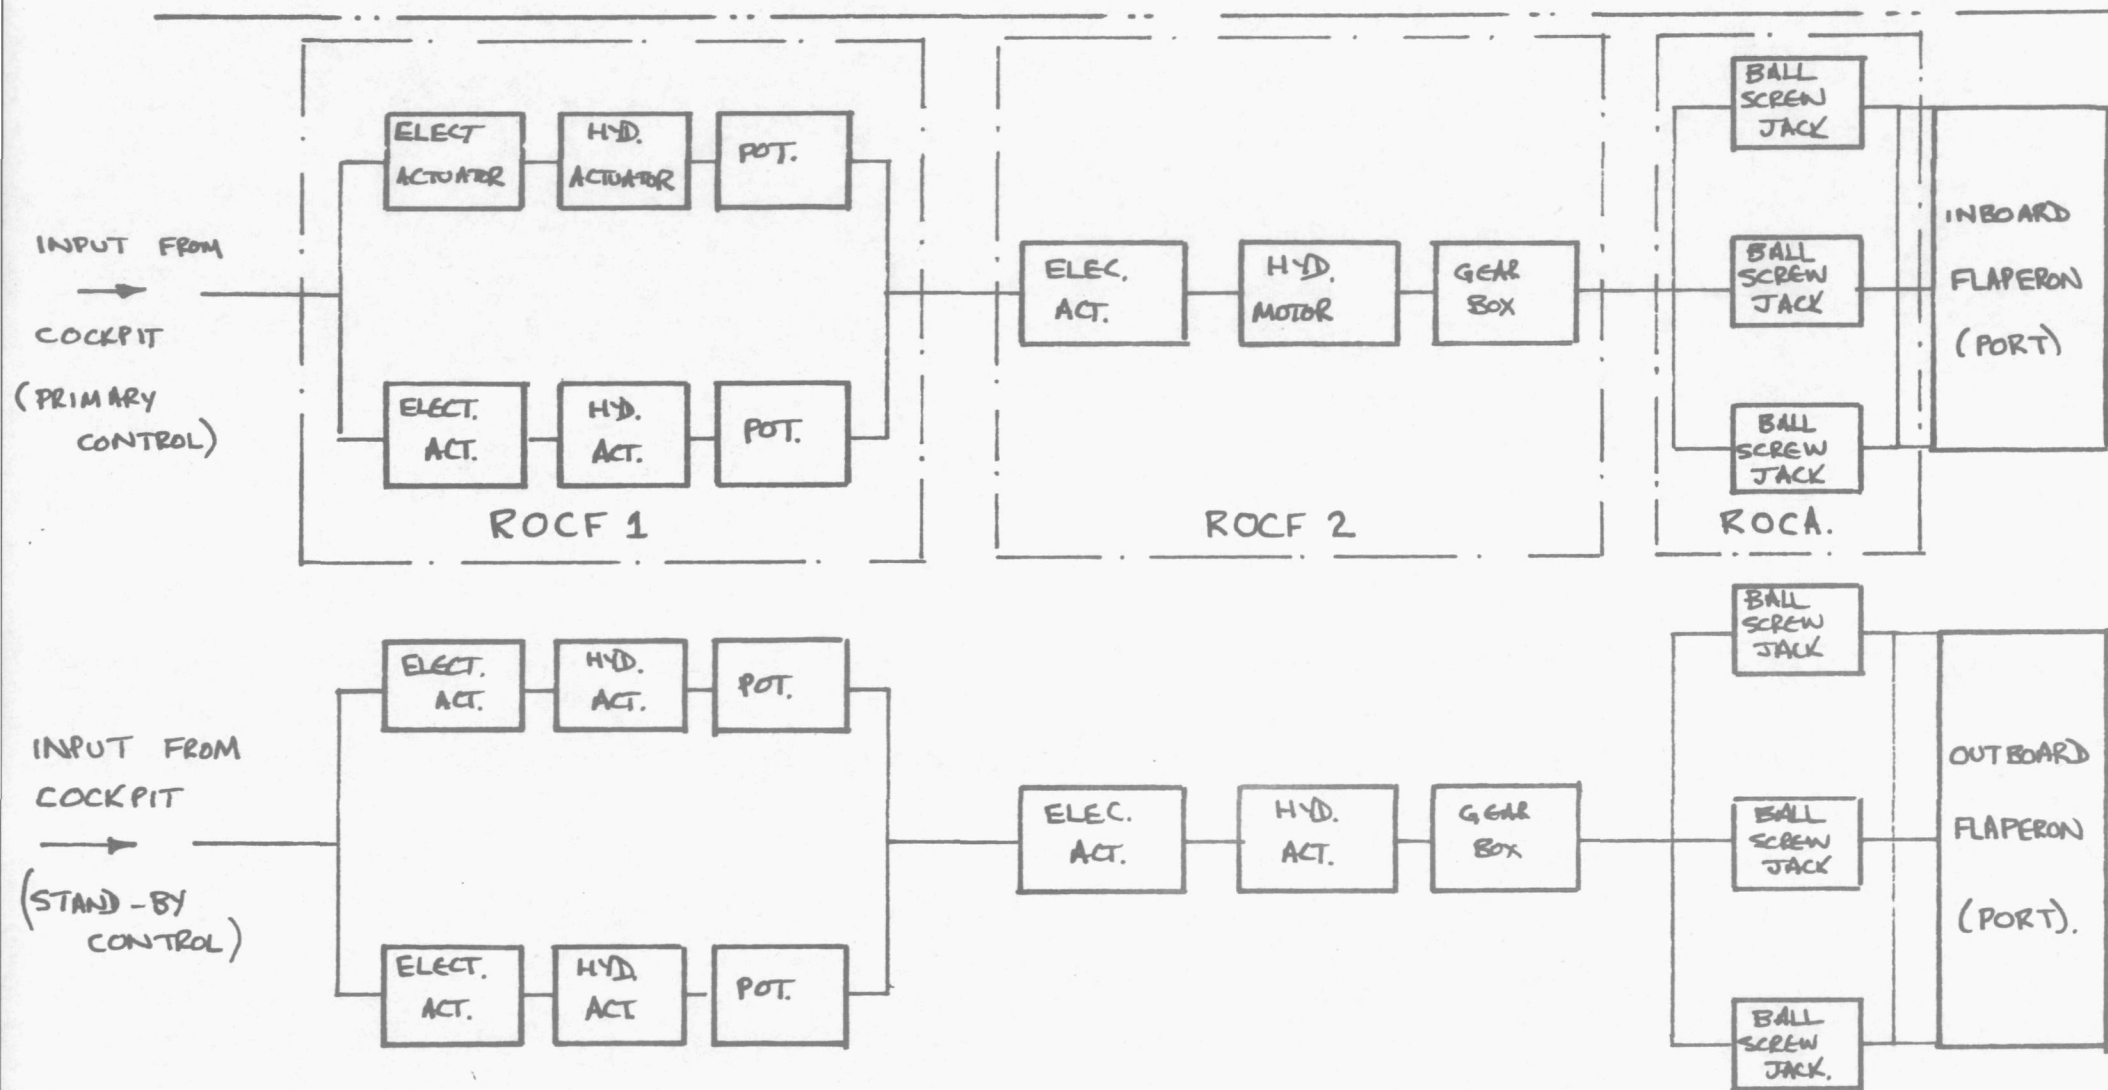 INPUT FROM
COCKPIT
(PRIMARY
CONTROL)
ELECT
ACTUATOR
HYD.
ACTUATOR
POT.
ELECT.
ACT.
HYD.
ACT.
POT.
ROCF 1
ELEC.
ACT.
HYD.
MOTOR
GEAR
BOX
ROCF 2
BALL
SCREW
JACK
BALL
SCREW
JACK
BALL
SCREW
JACK
ROCA.
INBOARD
FLAPERON
(PORT)
INPUT FROM
COCKPIT
(STAND-BY
CONTROL)
ELECT.
ACT.
HYD.
ACT.
POT.
ELECT.
ACT.
HYD.
ACT
POT.
ELEC.
ACT.
HYD.
ACT.
GEAR
BOX
BALL
SCREW
JACK
BALL
SCREW
JACK
BALL
SCREW
JACK.
OUTBOARD
FLAPERON
(PORT).